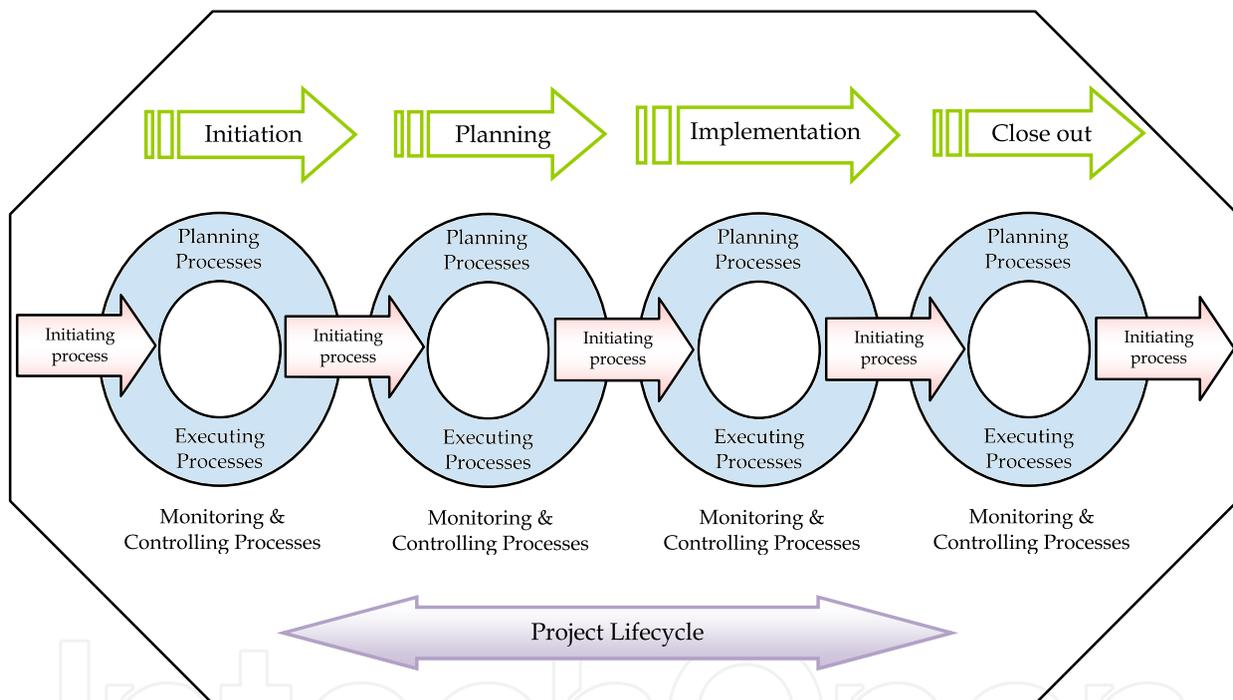 Initiation
Planning
Implementation
Close out
Planning
Processes
Planning
Processes
Planning
Processes
Planning
Processes
Initiating
process
Initiating
process
Initiating
process
Initiating
process
Initiating
process
Executing
Processes
Executing
Processes
Executing
Processes
Executing
Processes
Monitoring &
Controlling Processes
Monitoring &
Controlling Processes
Monitoring &
Controlling Processes
Monitoring &
Controlling Processes
Project Lifecycle